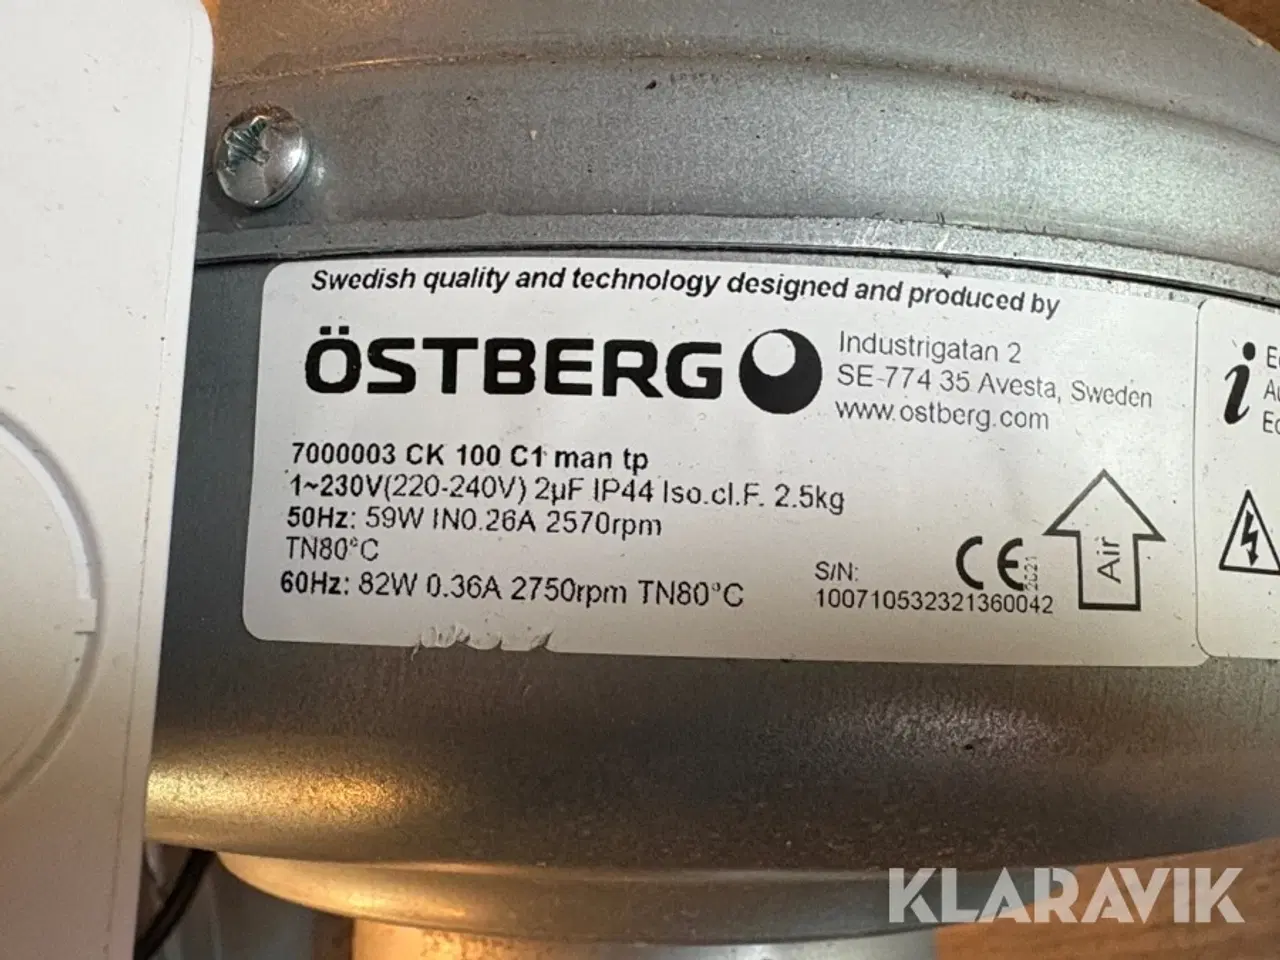 Swedish quality and technology designed and produced by
ÖSTBERG
Industrigatan 2
SE-774 35 Avesta, Sweden
www.ostberg.com
7000003 CK 100 C1 man tp
1~230V(220-240V) 2µF IP44 Iso.cl.F. 2.5kg
50Hz: 59W IN0.26A 2570rpm
TN80°C
60Hz: 82W 0.36A 2750rpm TN80°C
S/N:
100710532321360042
CE
2021
Air
i
KLARAVIK